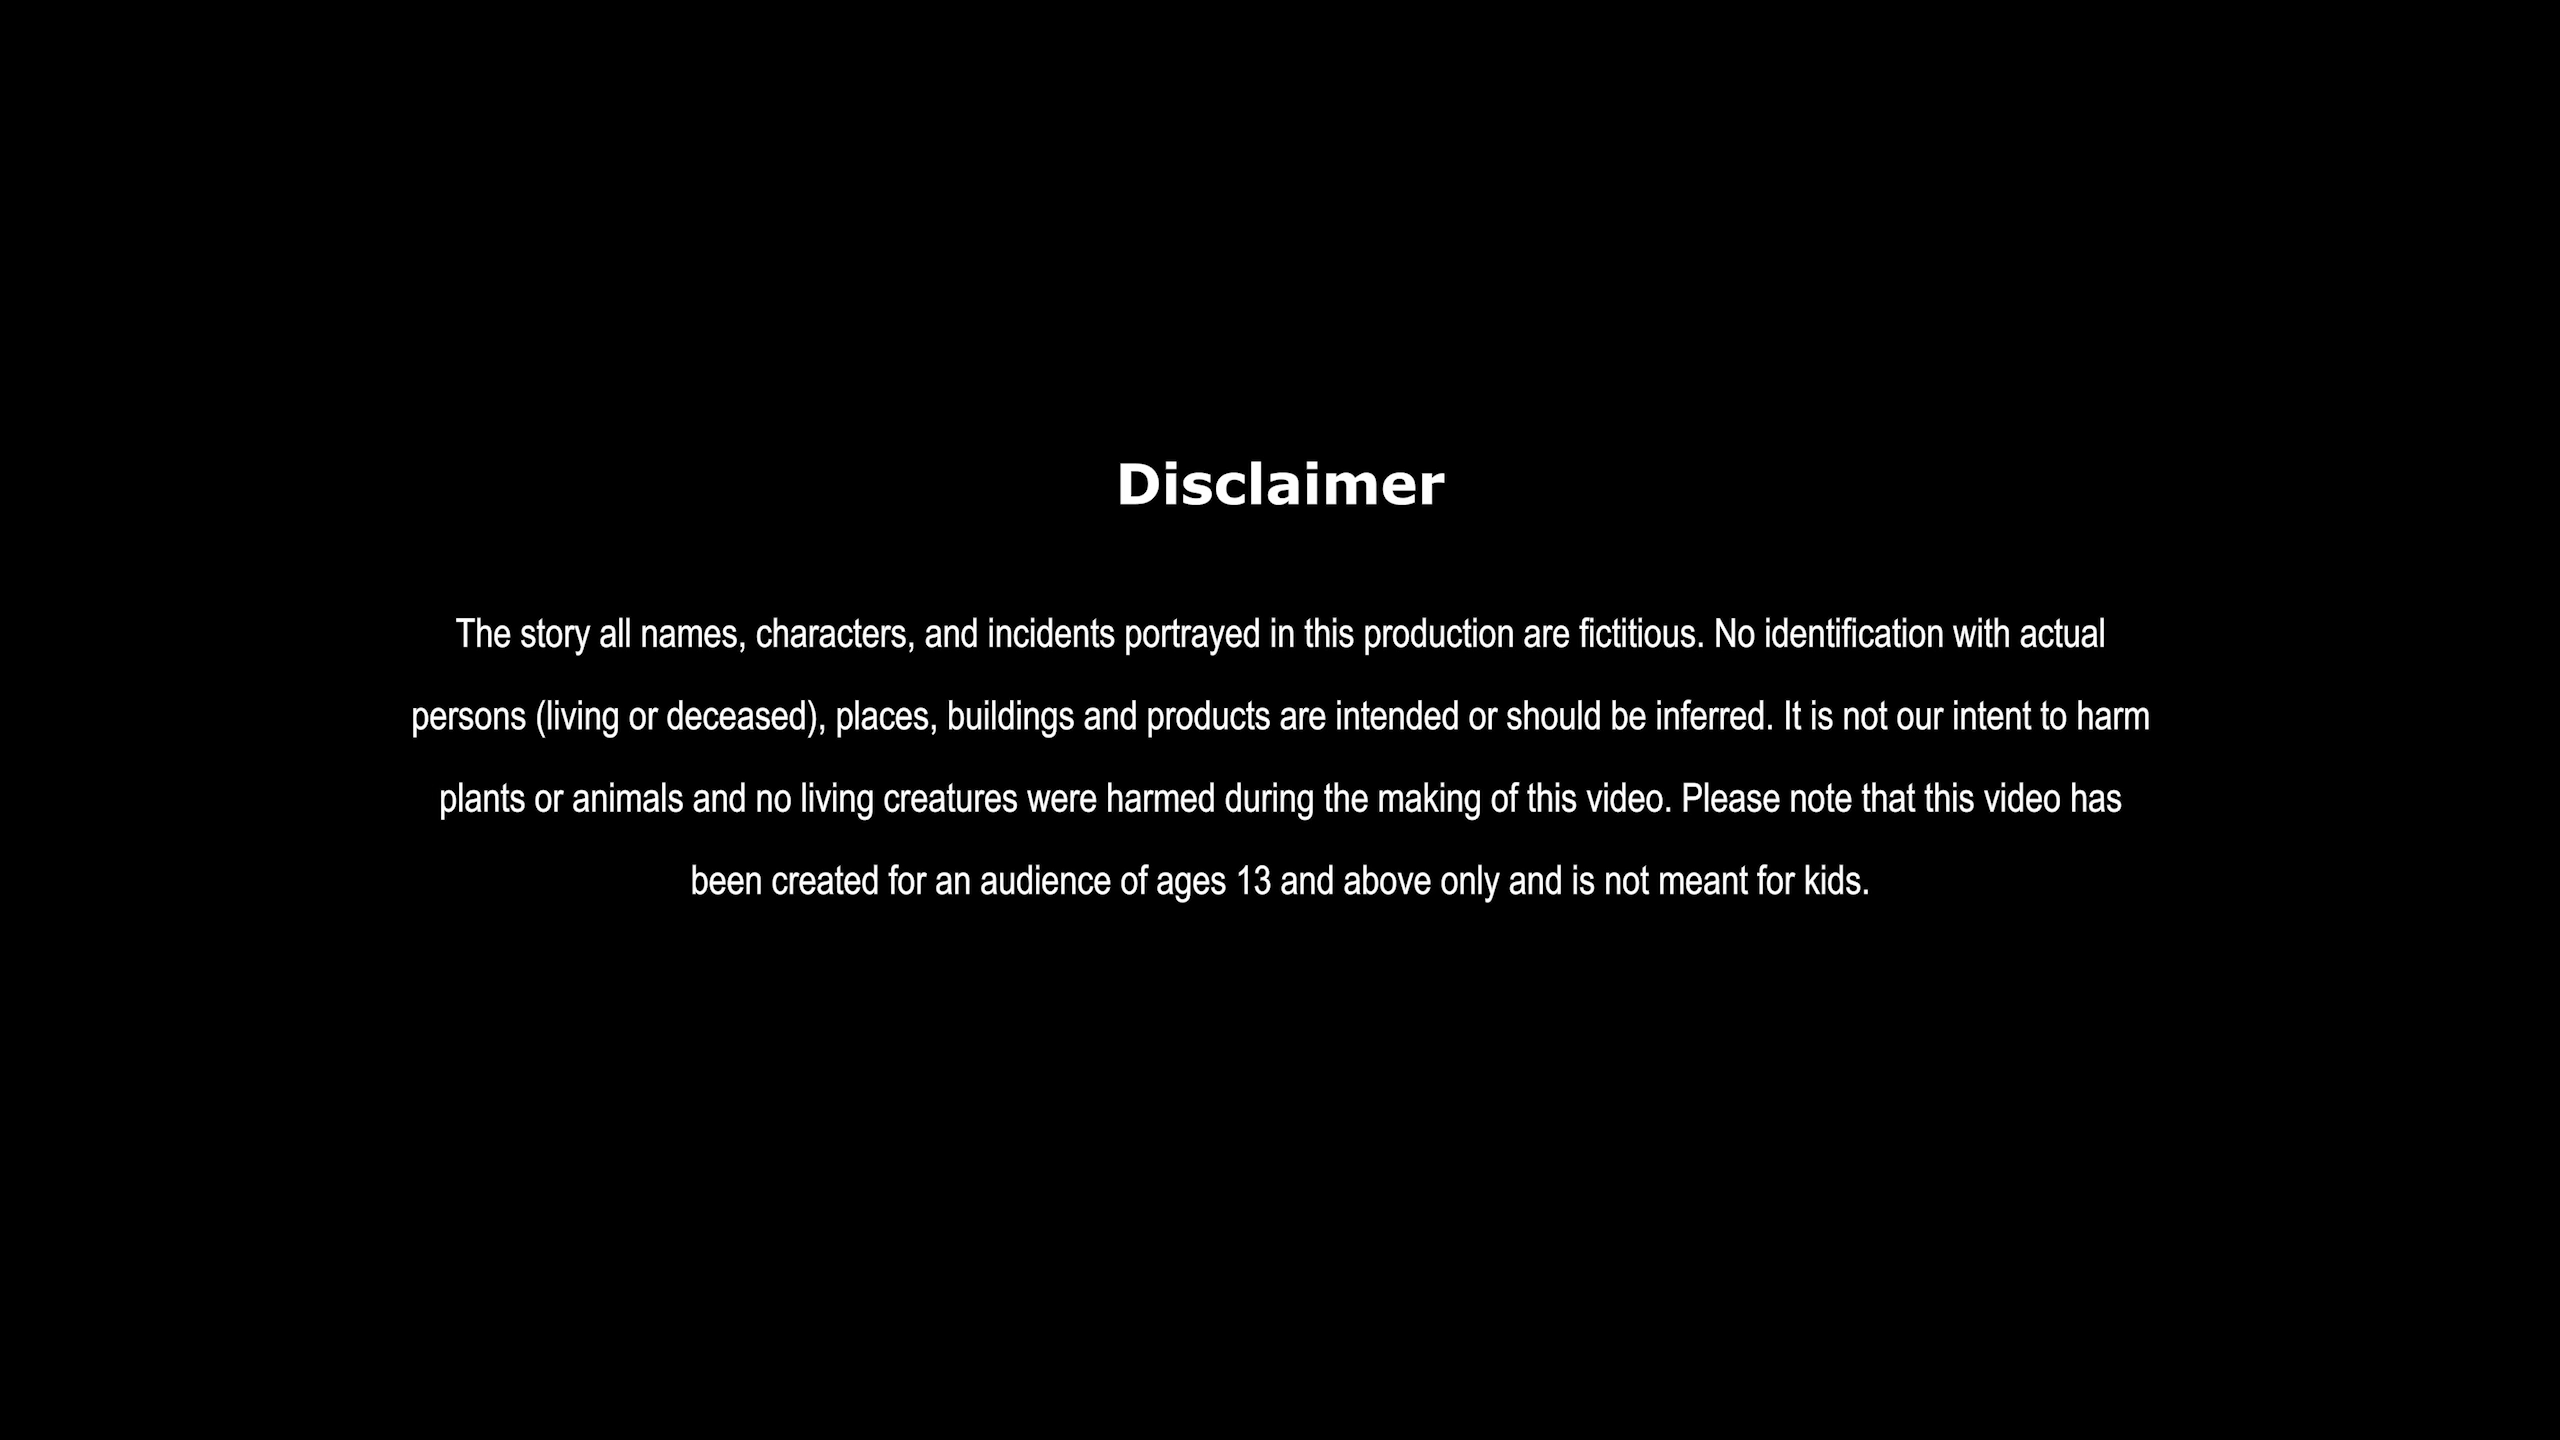 Disclaimer
The story all names, characters, and incidents portrayed in this production are fictitious. No identification with actual
persons (living or deceased), places, buildings and products are intended or should be inferred. It is not our intent to harm
plants or animals and no living creatures were harmed during the making of this video. Please note that this video has
been created for an audience of ages 13 and above only and is not meant for kids.